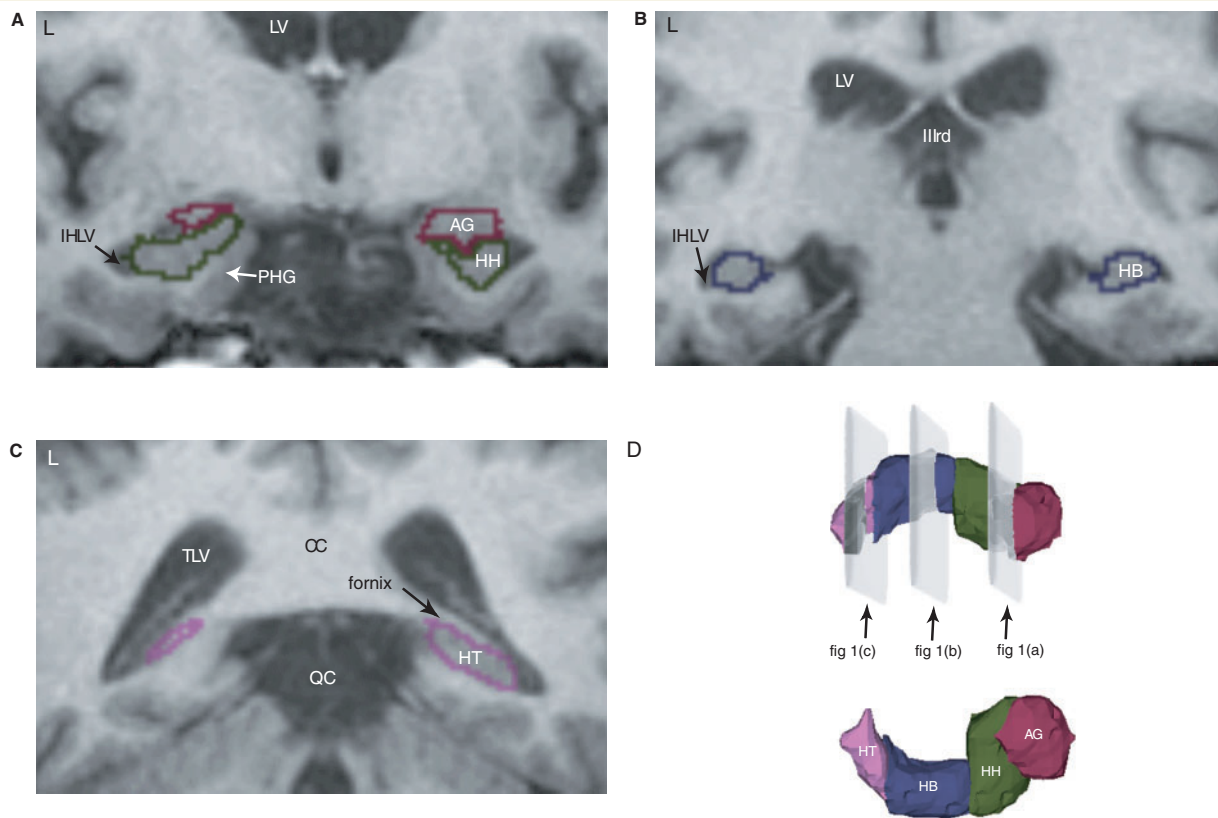 A
L
LV
IHLV
PHG
AG
HH
B
L
LV
IIIrd
IHLV
HB
C
L
TLV
CC
fornix
HT
QC
D
fig 1(c)
fig 1(b)
fig 1(a)
HT
HB
HH
AG